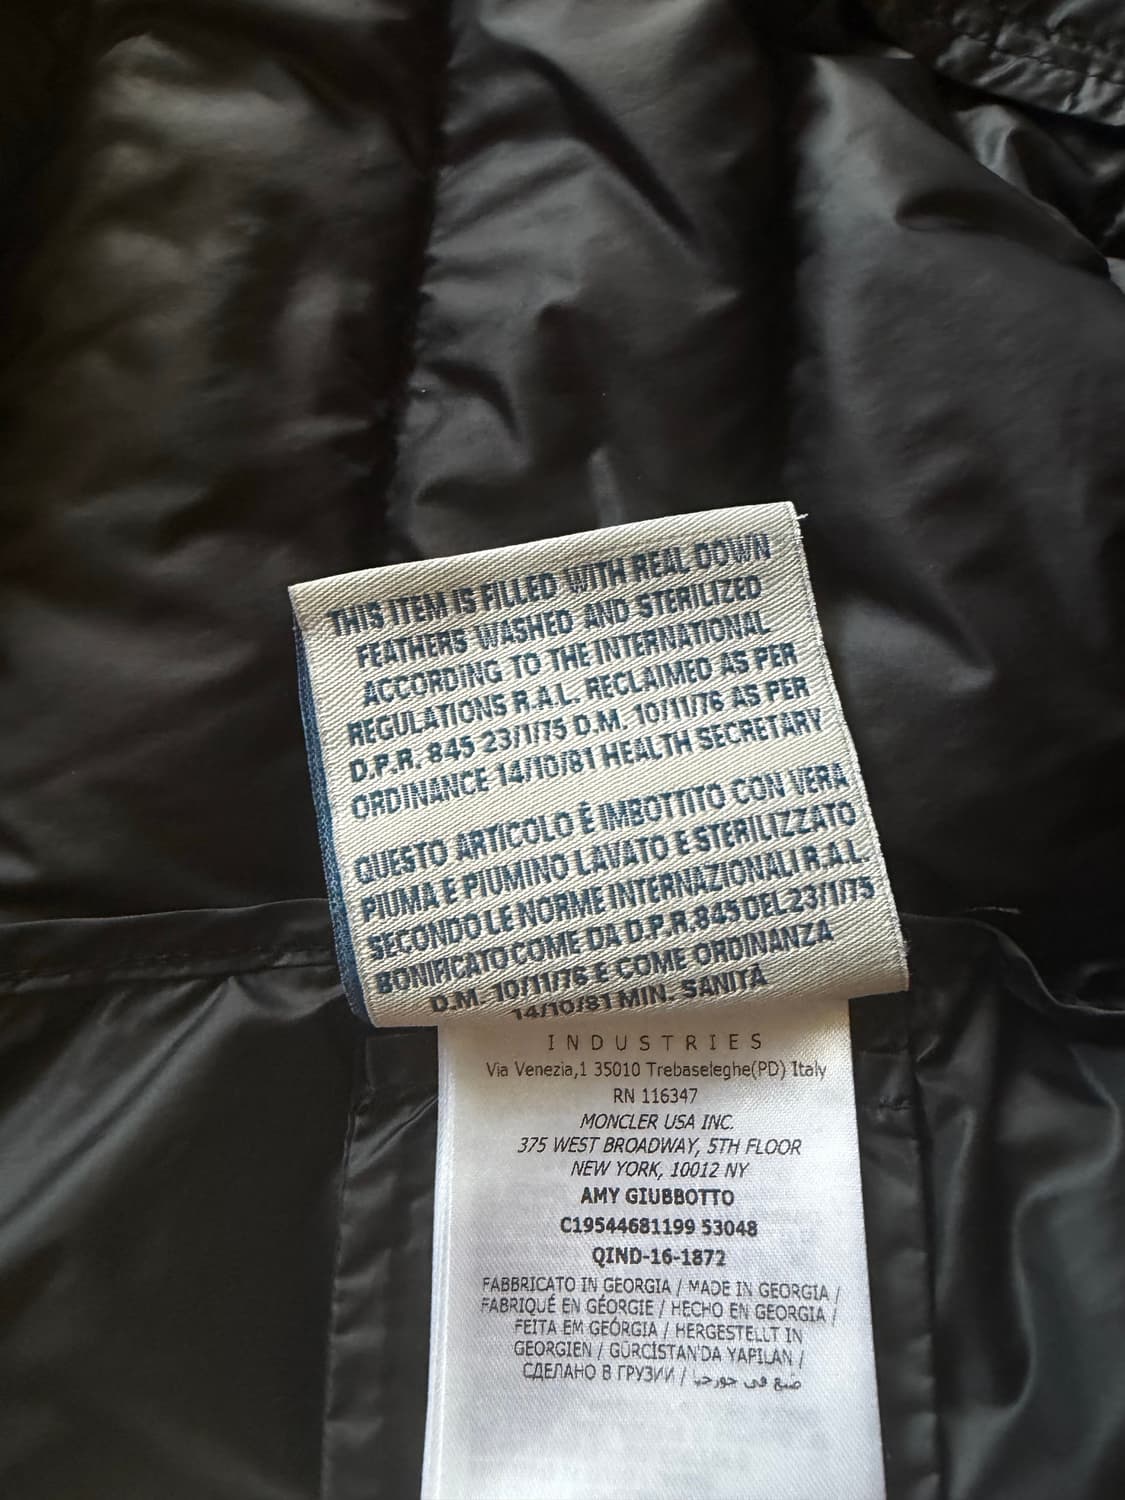 THIS ITEM IS FILLED WITH REAL DOWN
FEATHERS WASHED AND STERILIZED
ACCORDING TO THE INTERNATIONAL
REGULATIONS R.A.L. RECLAIMED AS PER
D.P.R. 845 23/1/75 D.M. 10/11/76 AS PER
ORDINANCE 14/10/81 HEALTH SECRETARY
QUESTO ARTICOLO È IMBOTTITO CON VERA
PIUMA E PIUMINO LAVATO E STERILIZZATO
SECONDO LE NORME INTERNAZIONALI R.A.L.
BONIFICATO COME DA D.P.R. 845 DEL 23/1/75
D.M. 10/11/76 E COME ORDINANZA
14/10/81 MIN. SANITÀ
INDUSTRIES
Via Venezia,1 35010 Trebaseleghe(PD) Italy
RN 116347
MONCLER USA INC.
375 WEST BROADWAY, 5TH FLOOR
NEW YORK, 10012 NY
AMY GIUBBOTTO
C19544681199 53048
QIND-16-1872
FABBRICATO IN GEORGIA / MADE IN GEORGIA /
FABRIQUÉ EN GÉORGIE / HECHO EN GEORGIA /
FEITA EM GEÓRGIA / HERGESTELLT IN
GEORGIEN / GÜRCİSTAN'DA YAPILAN /
СДЕЛАНО В ГРУЗИИ / صنع في جورجيا